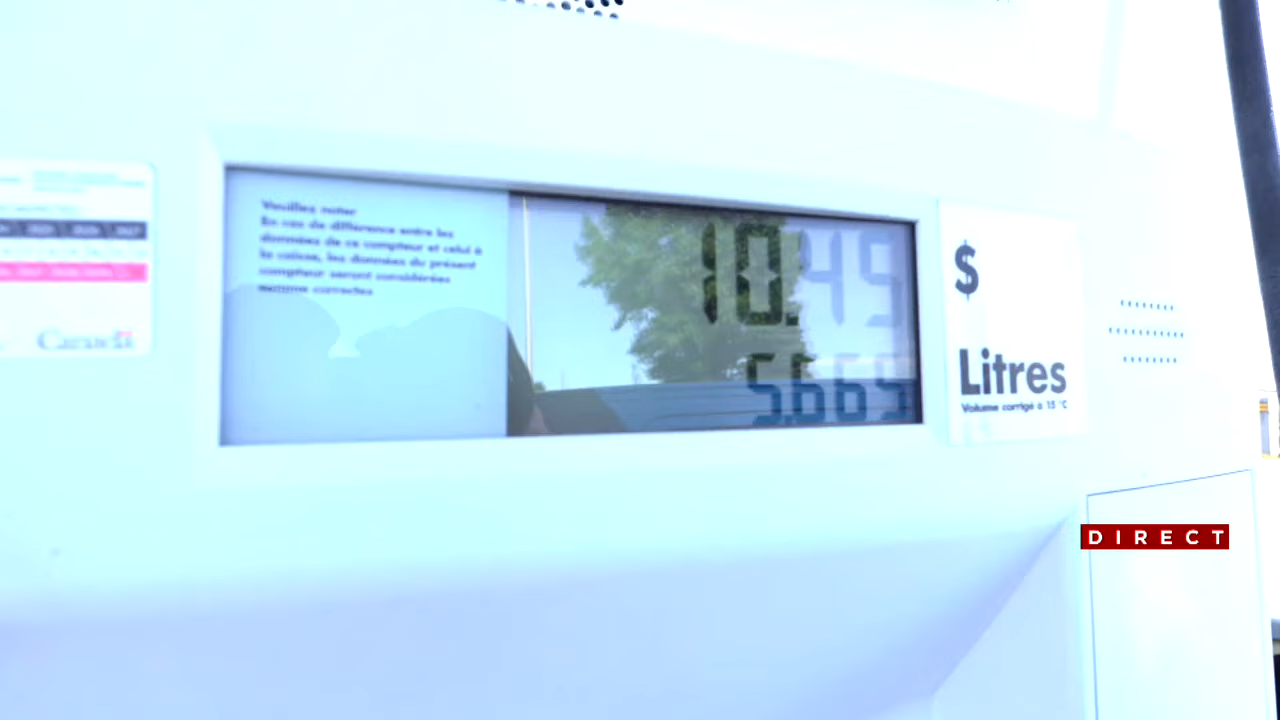 Veuillez noter
En cas de différence entre les
données de ce compteur et celui à
la caisse, les données du présent
compteur seront considérées
comme correctes
10.49
5.669
$
Litres
Volume corrigé à 15 °C
Canada
DIRECT